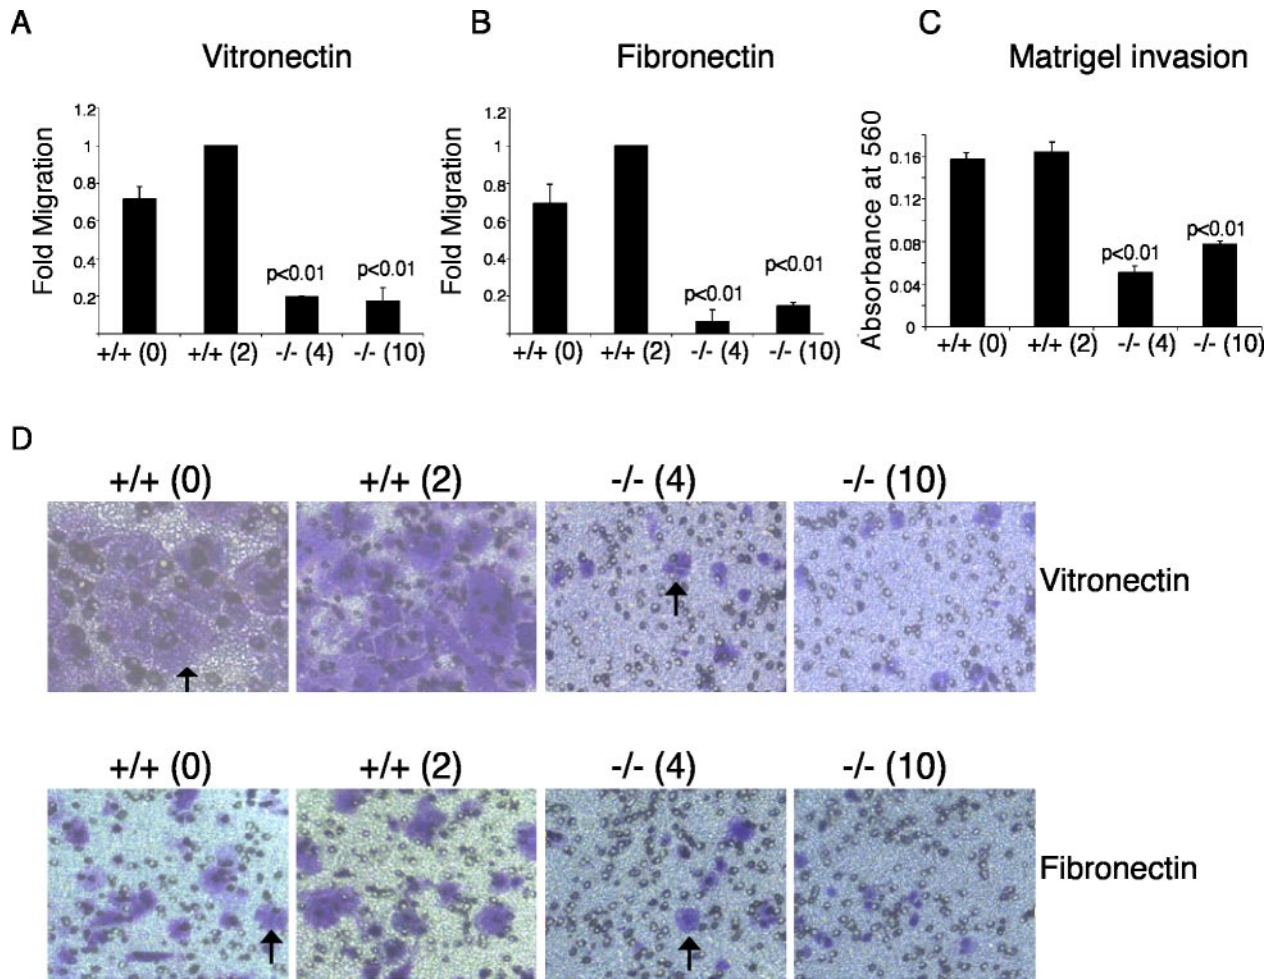 A
Vitronectin
Fold Migration
1.2
1
0.8
0.6
0.4
0.2
p<0.01
p<0.01
+/+ (0)
+/+ (2)
-/- (4)
-/- (10)
B
Fibronectin
Fold Migration
1.2
1
0.8
0.6
0.4
0.2
p<0.01
p<0.01
+/+ (0)
+/+ (2)
-/- (4)
-/- (10)
C
Matrigel invasion
Absorbance at 560
0.16
0.12
0.08
0.04
0
p<0.01
p<0.01
+/+ (0)
+/+ (2)
-/- (4)
-/- (10)
D
+/+ (0)
+/+ (2)
-/- (4)
-/- (10)
Vitronectin
+/+ (0)
+/+ (2)
-/- (4)
-/- (10)
Fibronectin